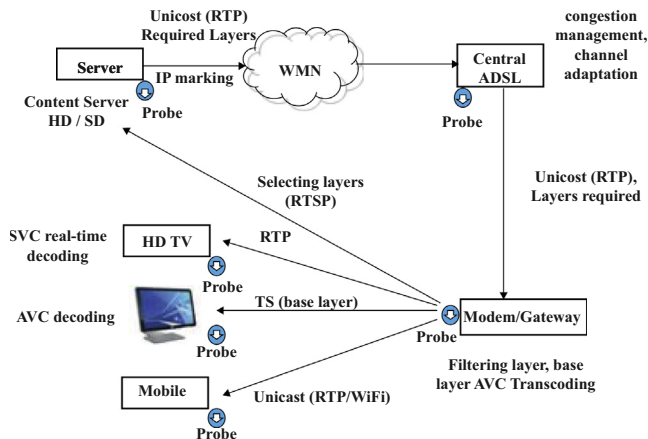 Unicost (RTP)
Required Layers
congestion
management,
channel
adaptation
Server
IP marking
WMN
Central
ADSL
Probe
Probe
Content Server
HD / SD
Unicost (RTP),
Layers required
Selecting layers
(RTSP)
SVC real-time
decoding
HD TV
RTP
Probe
AVC decoding
TS (base layer)
Probe
Probe
Modem/Gateway
Filtering layer, base
layer AVC Transcoding
Mobile
Unicast (RTP/WiFi)
Probe